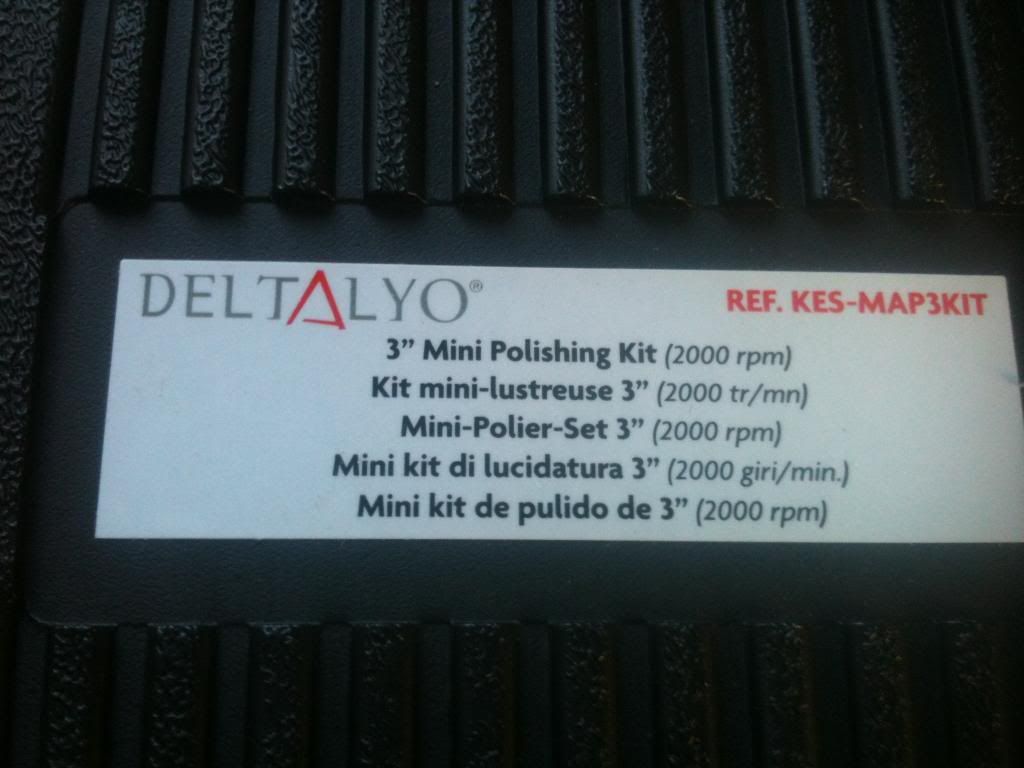 DELTALYO® REF. KES-MAP3KIT
3" Mini Polishing Kit (2000 rpm)
Kit mini-lustreuse 3" (2000 tr/mn)
Mini-Polier-Set 3" (2000 rpm)
Mini kit di lucidatura 3" (2000 giri/min.)
Mini kit de pulido de 3" (2000 rpm)